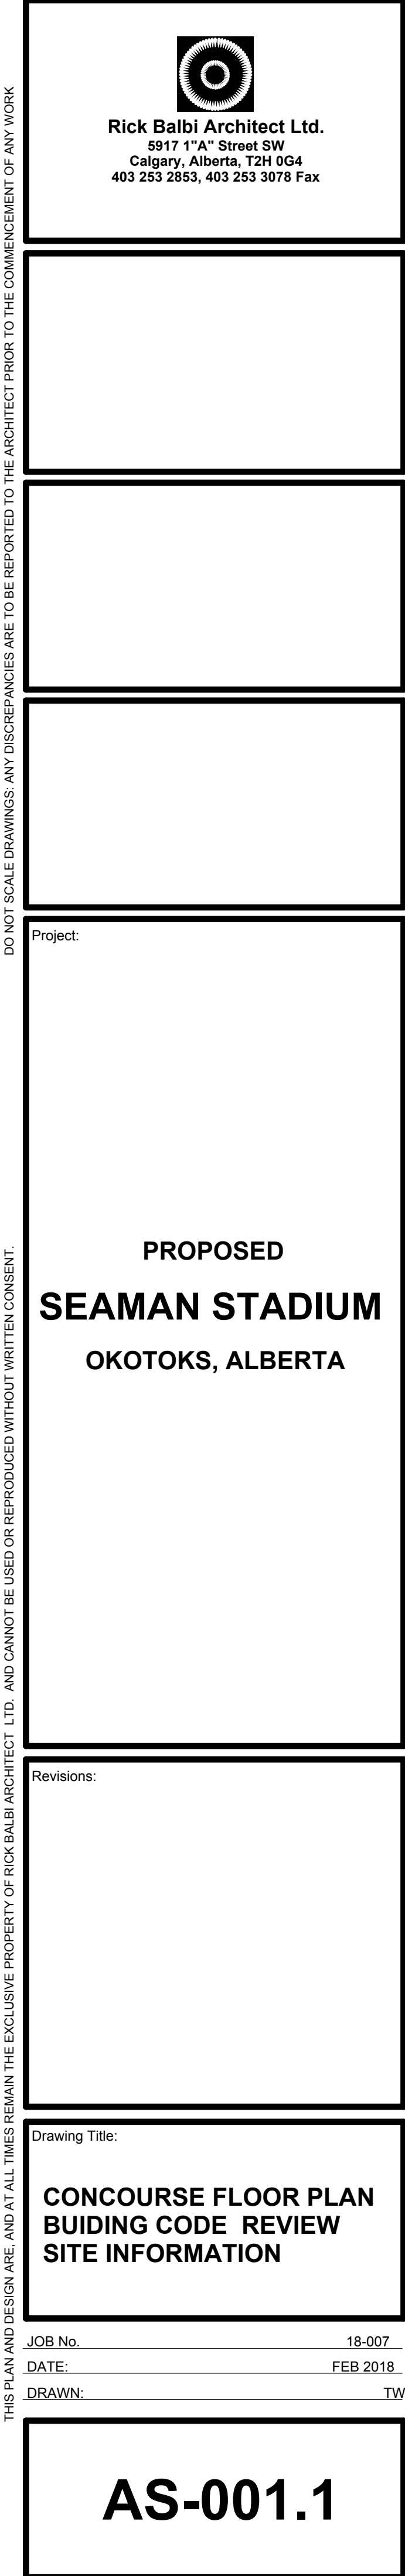 Rick Balbi Architect Ltd.
5917 1"A" Street SW
Calgary, Alberta, T2H 0G4
403 253 2853, 403 253 3078 Fax
DO NOT SCALE DRAWINGS: ANY DISCREPANCIES ARE TO BE REPORTED TO THE ARCHITECT PRIOR TO THE COMMENCEMENT OF ANY WORK
THIS PLAN AND DESIGN ARE, AND AT ALL TIMES REMAIN THE EXCLUSIVE PROPERTY OF RICK BALBI ARCHITECT LTD. AND CANNOT BE USED OR REPRODUCED WITHOUT WRITTEN CONSENT.
Project:
PROPOSED
SEAMAN STADIUM
OKOTOKS, ALBERTA
Revisions:
Drawing Title:
CONCOURSE FLOOR PLAN
BUIDING CODE REVIEW
SITE INFORMATION
JOB No. 18-007
DATE: FEB 2018
DRAWN: TW
AS-001.1